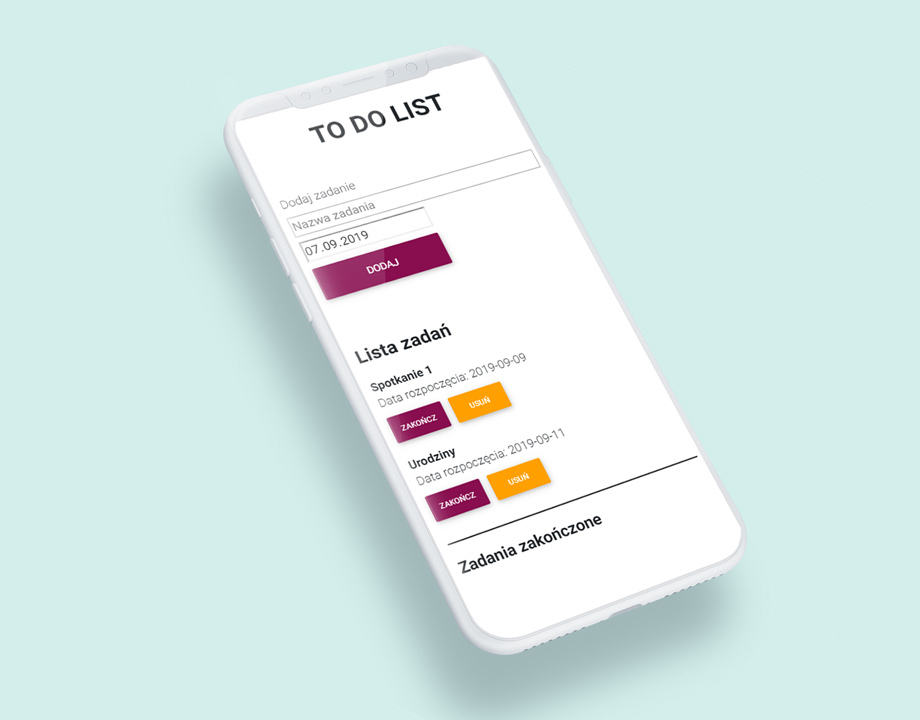 TO DO LIST
Dodaj zadanie
Nazwa zadania
07.09.2019
DODAJ
Lista zadań
Spotkanie 1
Data rozpoczęcia: 2019-09-09
ZAKOŃCZ USUŃ
Urodziny
Data rozpoczęcia: 2019-09-11
ZAKOŃCZ USUŃ
Zadania zakończone